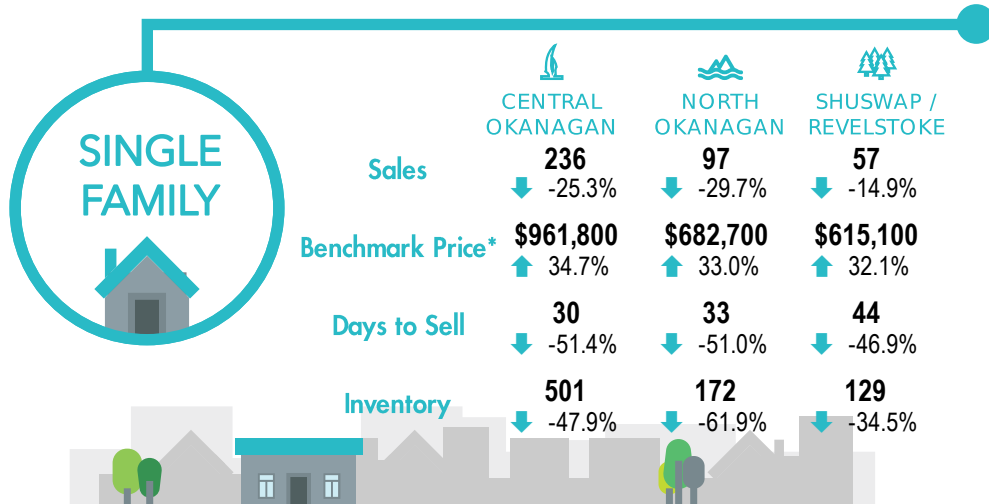 SINGLE
FAMILY
CENTRAL
OKANAGAN
NORTH
OKANAGAN
SHUSWAP /
REVELSTOKE
Sales
236
97
57
-25.3%
-29.7%
-14.9%
Benchmark Price*
$961,800
$682,700
$615,100
34.7%
33.0%
32.1%
Days to Sell
30
33
44
-51.4%
-51.0%
-46.9%
Inventory
501
172
129
-47.9%
-61.9%
-34.5%